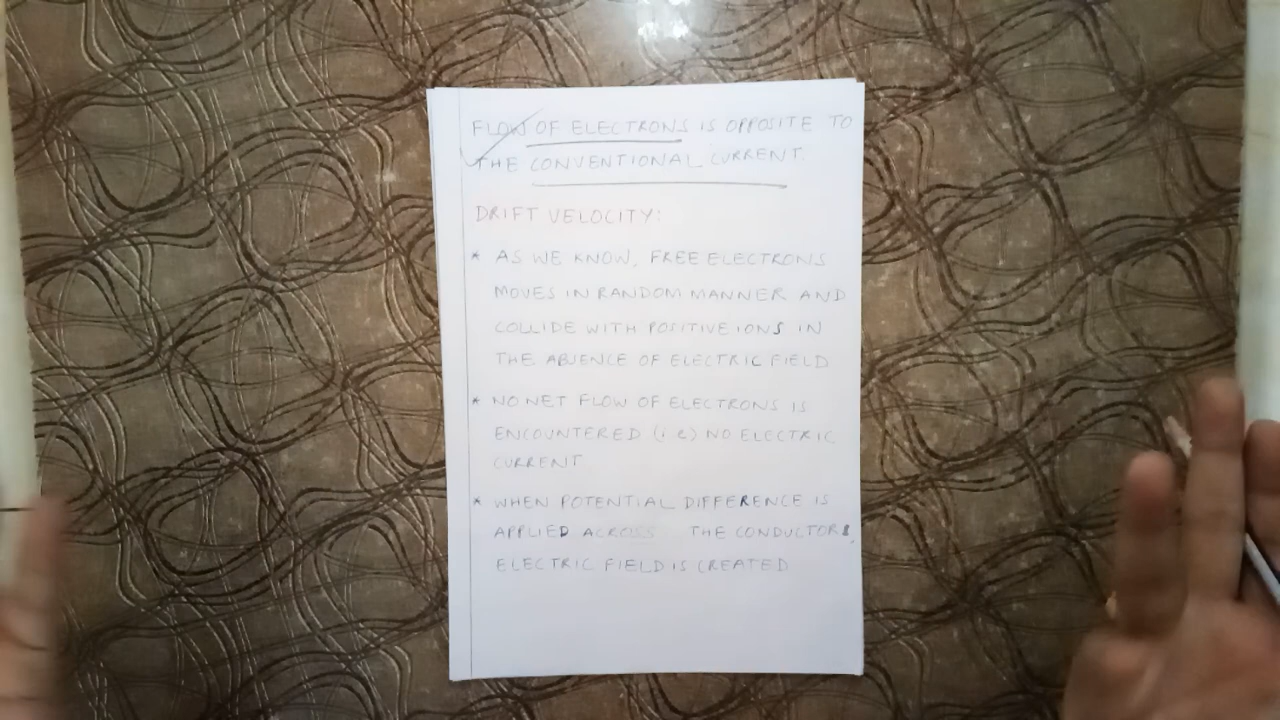 FLOW OF ELECTRONS IS OPPOSITE TO
THE CONVENTIONAL CURRENT.
DRIFT VELOCITY:
* AS WE KNOW, FREE ELECTRONS
MOVES IN RANDOM MANNER AND
COLLIDE WITH POSITIVE IONS IN
THE ABSENCE OF ELECTRIC FIELD
* NO NET FLOW OF ELECTRONS IS
ENCOUNTERED (i.e) NO ELECTRIC
CURRENT
* WHEN POTENTIAL DIFFERENCE IS
APPLIED ACROSS THE CONDUCTORS,
ELECTRIC FIELD IS CREATED